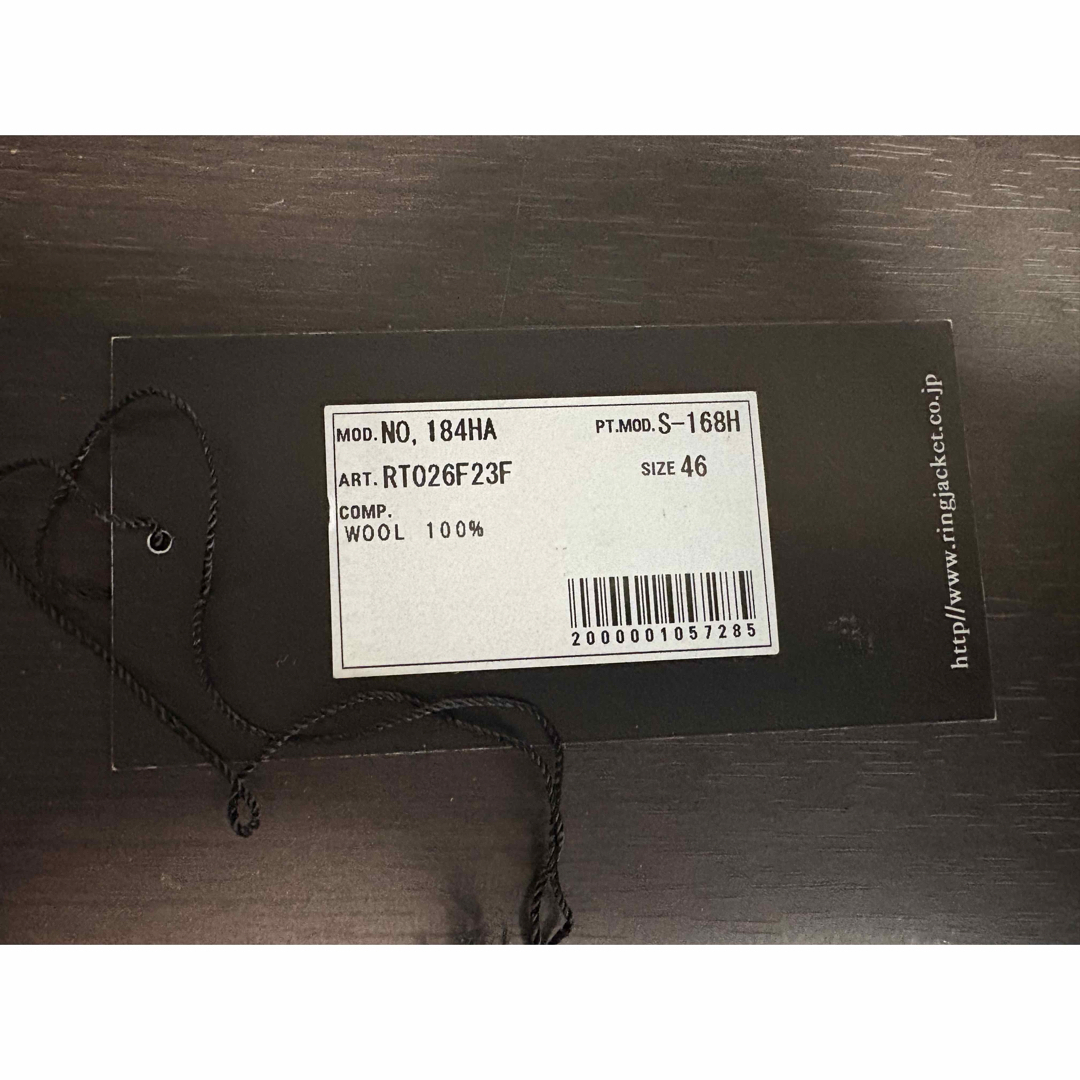 MOD. NO, 184HA PT.MOD. S-168H
ART. RT026F23F SIZE 46
COMP.
WOOL 100%
2000001057285
http//www.ringjacket.co.jp